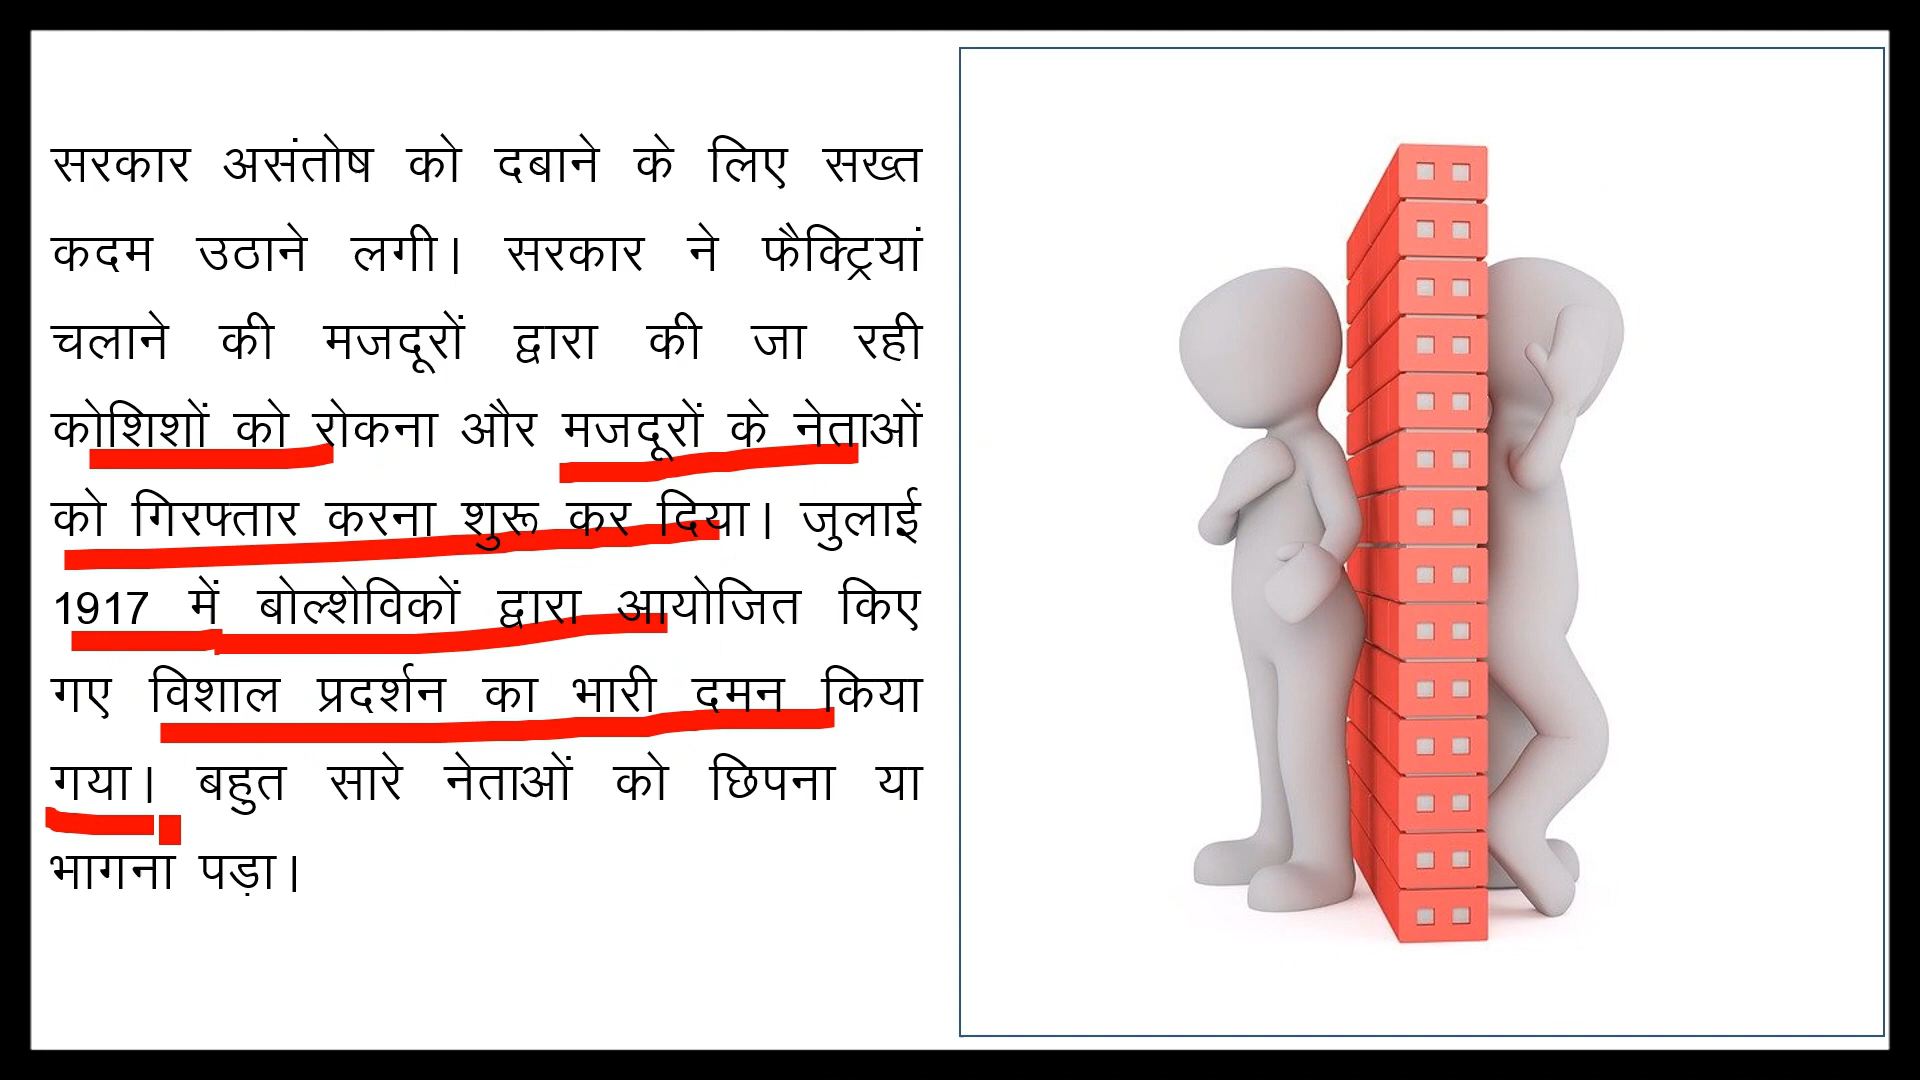 सरकार असंतोष को दबाने के लिए सख्त
कदम उठाने लगी। सरकार ने फैक्ट्रियां
चलाने की मजदूरों द्वारा की जा रही
कोशिशों को रोकना और मजदूरों के नेताओं
को गिरफ्तार करना शुरू कर दिया। जुलाई
1917 में बोल्शेविकों द्वारा आयोजित किए
गए विशाल प्रदर्शन का भारी दमन किया
गया। बहुत सारे नेताओं को छिपना या
भागना पड़ा।